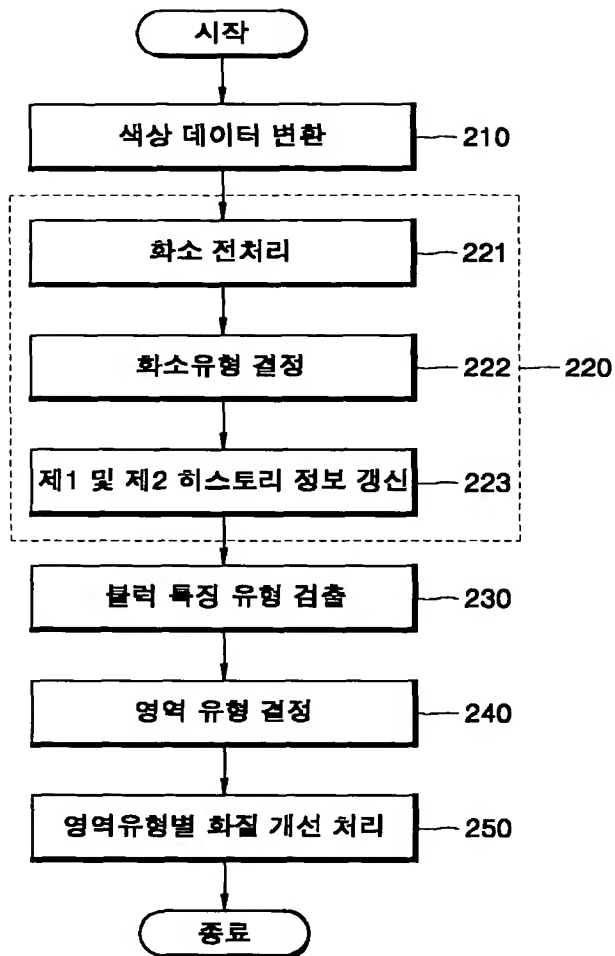 시작
색상 데이터 변환 210
화소 전처리 221
화소유형 결정 222 220
제1 및 제2 히스토리 정보 갱신 223
블럭 특징 유형 검출 230
영역 유형 결정 240
영역유형별 화질 개선 처리 250
종료